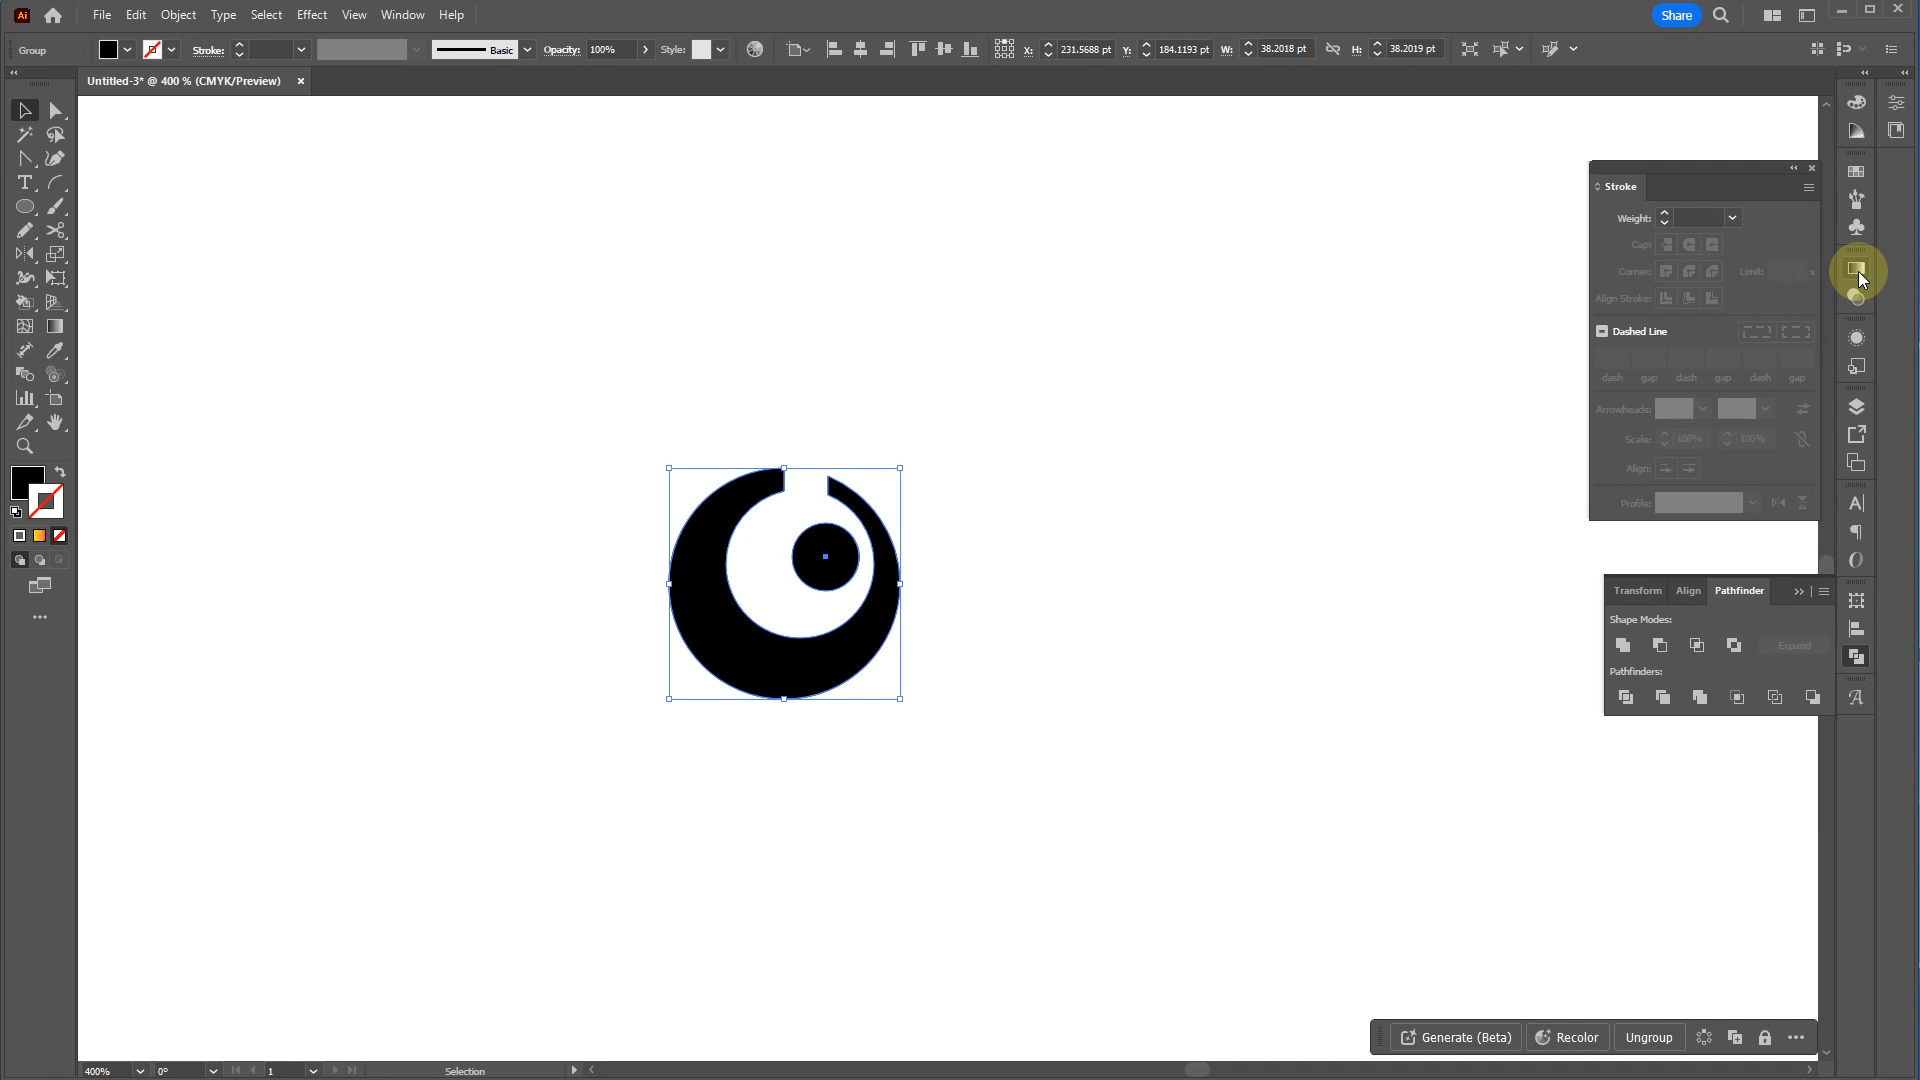 Ai File Edit Object Type Select Effect View Window Help Share
Group Stroke: Basic Opacity: 100% Style: X: 231.5688 pt Y: 184.1193 pt W: 38.2018 pt H: 38.2019 pt
Untitled-3* @ 400 % (CMYK/Preview) ×
Stroke
Weight:
Cap:
Corner: Limit: x
Align Stroke:
Dashed Line
dash gap dash gap dash gap
Arrowheads:
Scale: 100% 100%
Align:
Profile:
Transform Align Pathfinder
Shape Modes:
Expand
Pathfinders:
Generate (Beta) Recolor Ungroup
400% 0° 1 Selection